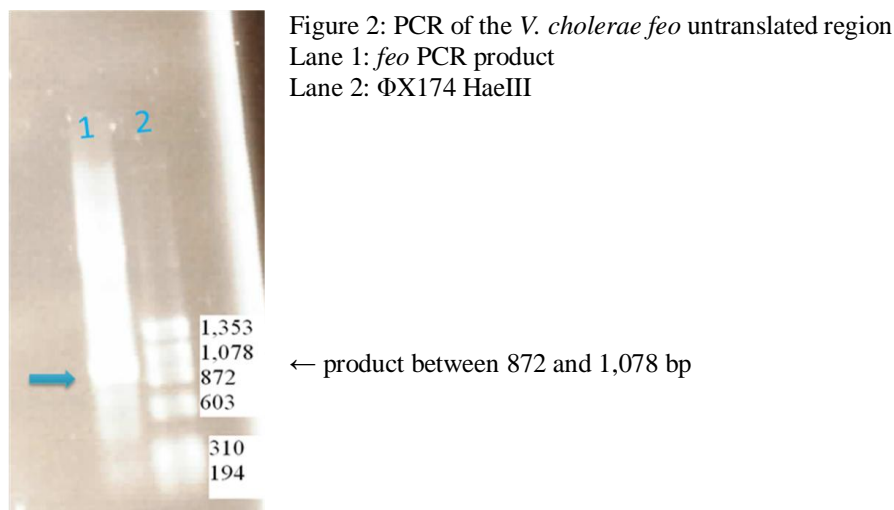 Figure 2: PCR of the V. cholerae feo untranslated region
Lane 1: feo PCR product
Lane 2: ΦX174 HaeIII
1 2
1,353
1,078
872
603
310
194
← product between 872 and 1,078 bp